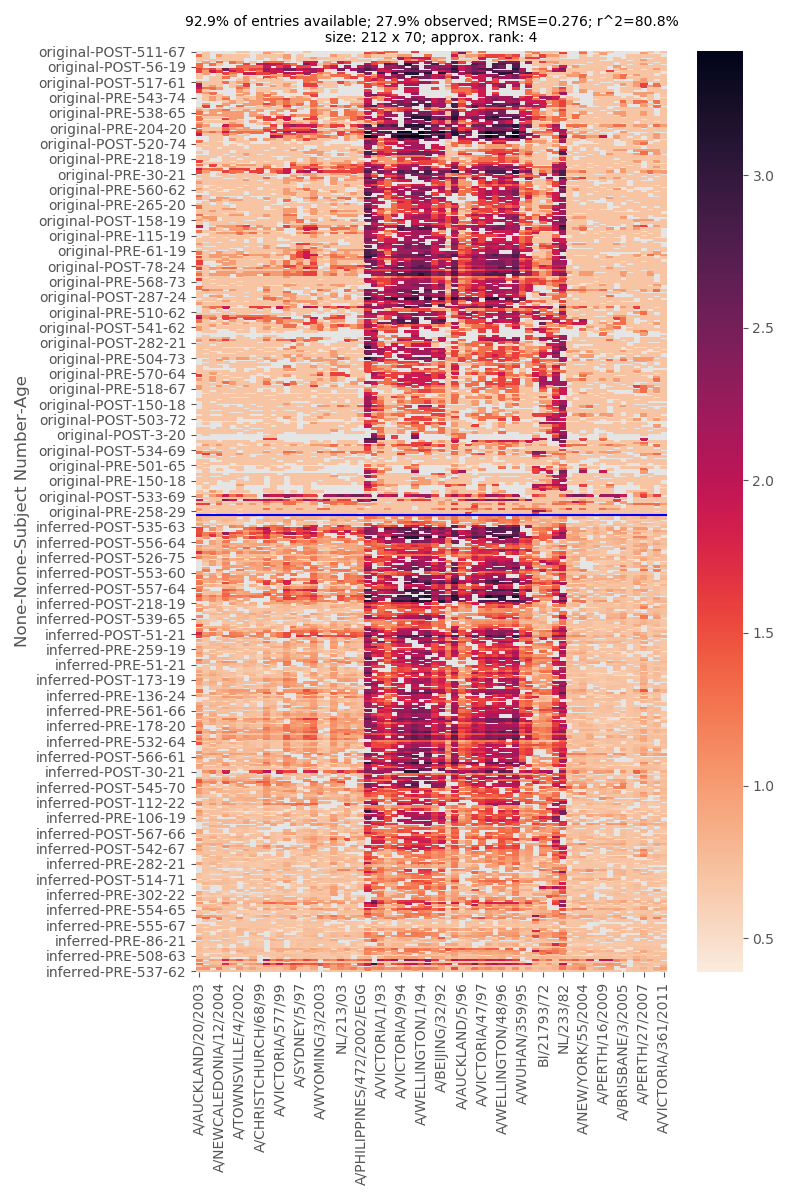 92.9% of entries available; 27.9% observed; RMSE=0.276; r^2=80.8%
size: 212 x 70; approx. rank: 4
None-None-Subject Number-Age
original-POST-511-67
original-POST-56-19
original-POST-517-61
original-PRE-543-74
original-PRE-538-65
original-PRE-204-20
original-POST-520-74
original-PRE-218-19
original-PRE-30-21
original-PRE-560-62
original-PRE-265-20
original-POST-158-19
original-PRE-115-19
original-PRE-61-19
original-POST-78-24
original-PRE-568-73
original-POST-287-24
original-PRE-510-62
original-POST-541-62
original-POST-282-21
original-PRE-504-73
original-PRE-570-64
original-PRE-518-67
original-POST-150-18
original-POST-503-72
original-POST-3-20
original-POST-534-69
original-PRE-501-65
original-PRE-150-18
original-POST-533-69
original-PRE-258-29
inferred-POST-535-63
inferred-POST-556-64
inferred-POST-526-75
inferred-POST-553-60
inferred-POST-557-64
inferred-POST-218-19
inferred-POST-539-65
inferred-POST-51-21
inferred-PRE-259-19
inferred-PRE-51-21
inferred-POST-173-19
inferred-PRE-136-24
inferred-PRE-561-66
inferred-PRE-178-20
inferred-PRE-532-64
inferred-POST-566-61
inferred-POST-30-21
inferred-POST-545-70
inferred-POST-112-22
inferred-PRE-106-19
inferred-POST-567-66
inferred-POST-542-67
inferred-PRE-282-21
inferred-POST-514-71
inferred-PRE-302-22
inferred-PRE-554-65
inferred-PRE-555-67
inferred-PRE-86-21
inferred-PRE-508-63
inferred-PRE-537-62
A/AUCKLAND/20/2003
A/NEWCALEDONIA/12/2004
A/TOWNSVILLE/4/2002
A/CHRISTCHURCH/68/99
A/VICTORIA/577/99
A/SYDNEY/5/97
A/WYOMING/3/2003
NL/213/03
A/PHILIPPINES/472/2002/EGG
A/VICTORIA/1/93
A/VICTORIA/9/94
A/WELLINGTON/1/94
A/BEIJING/32/92
A/AUCKLAND/5/96
A/VICTORIA/47/97
A/WELLINGTON/48/96
A/WUHAN/359/95
BI/21793/72
NL/233/82
A/NEW/YORK/55/2004
A/PERTH/16/2009
A/BRISBANE/3/2005
A/PERTH/27/2007
A/VICTORIA/361/2011
3.0
2.5
2.0
1.5
1.0
0.5